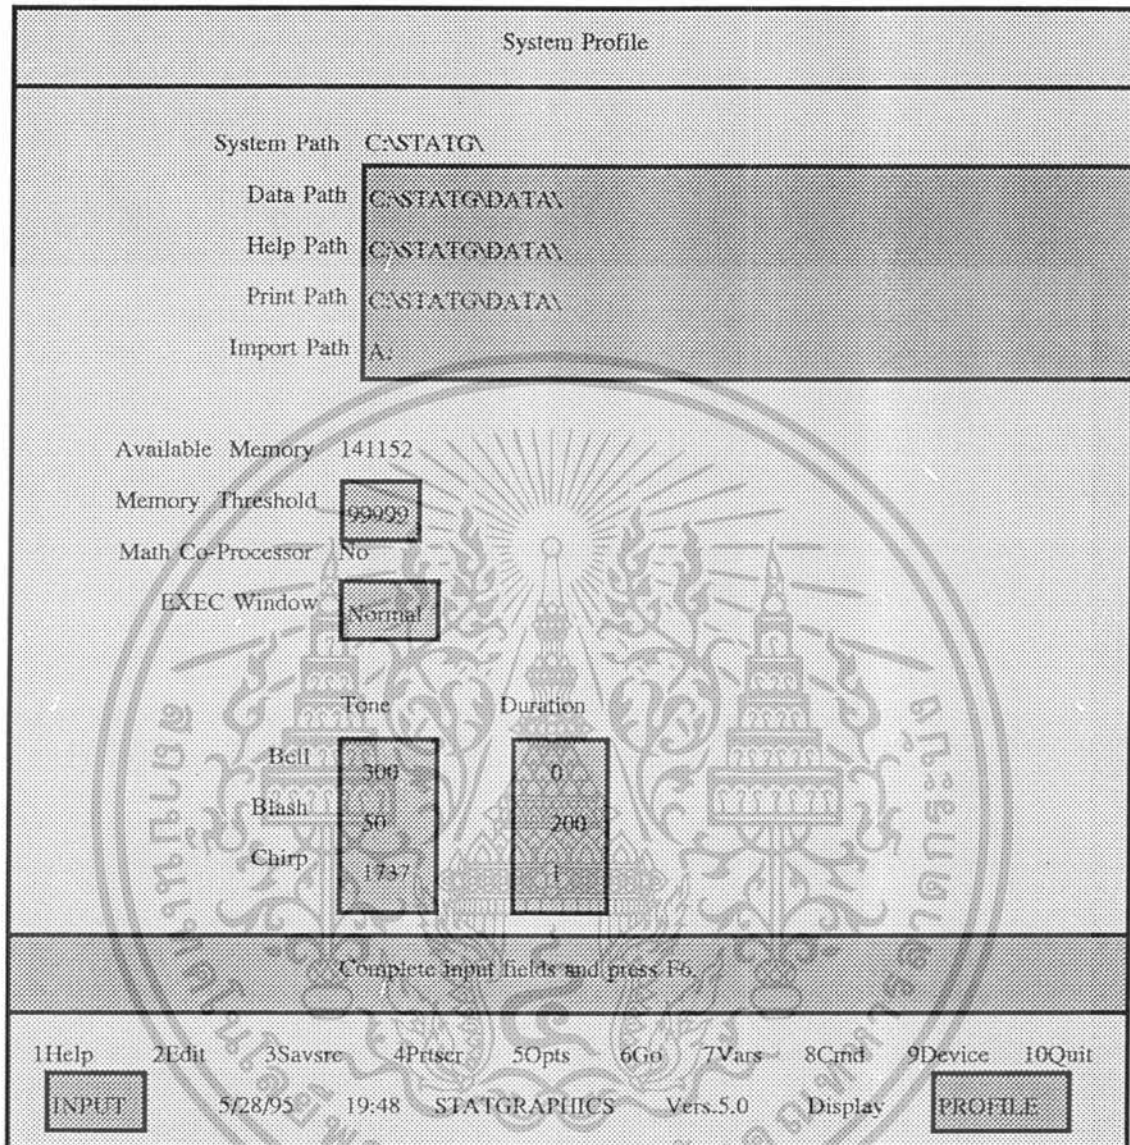 System Profile
System Path C:\STATG\
Data Path C:\STATG\DATA\
Help Path C:\STATG\DATA\
Print Path C:\STATG\DATA\
Import Path A:
Available Memory 141152
Memory Threshold 99999
Math Co-Processor No
EXEC Window Normal
Tone Duration
Bell 300 0
Blash 50 200
Chirp 1737 1
Complete input fields and press F6.
1Help 2Edit 3Savsrc 4Prtscr 5Opts 6Go 7Vars 8Cmd 9Device 10Quit
INPUT 5/28/95 19:48 STATGRAPHICS Vers.5.0 Display PROFILE